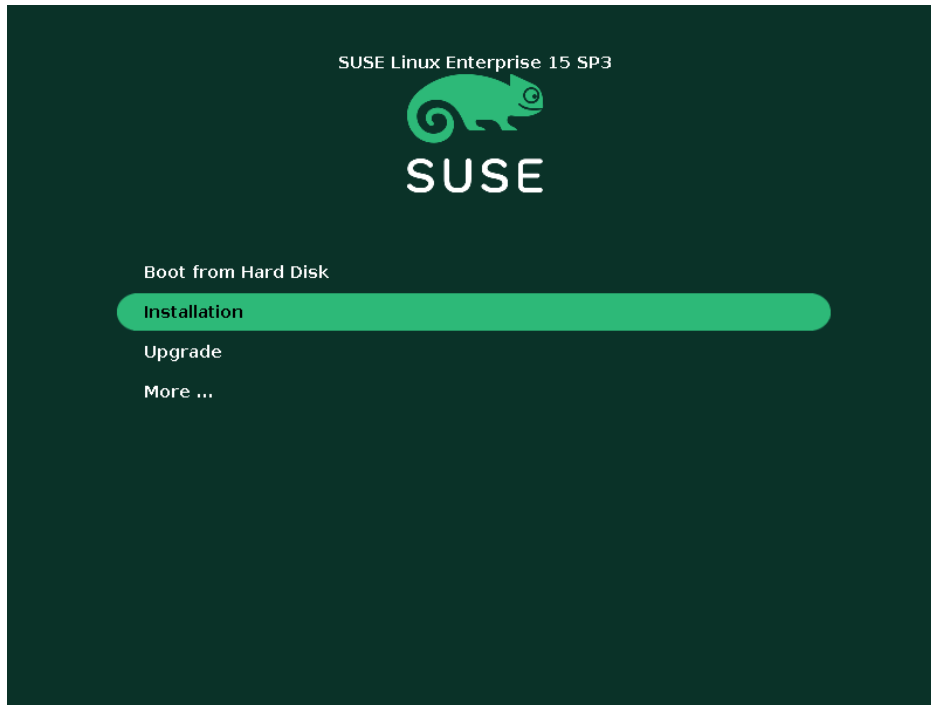 SUSE Linux Enterprise 15 SP3
SUSE
Boot from Hard Disk
Installation
Upgrade
More ...